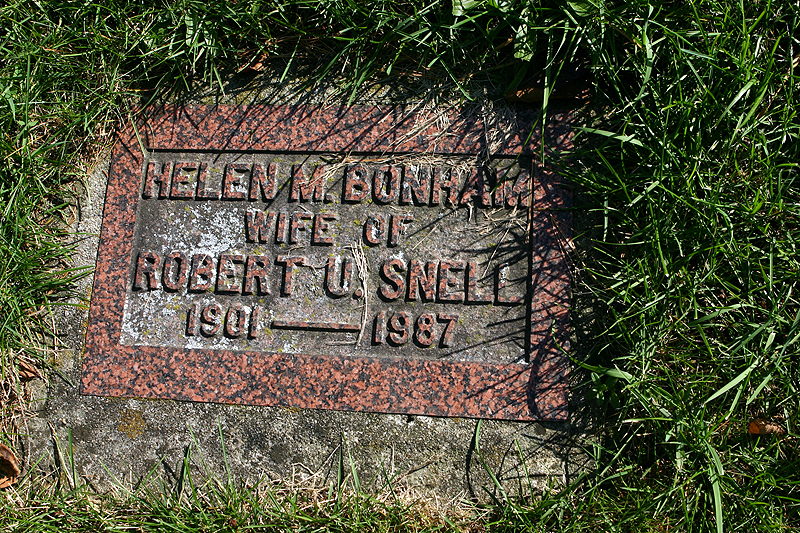 HELEN M. BONHAM
WIFE OF
ROBERT U. SNELL
1901 — 1987